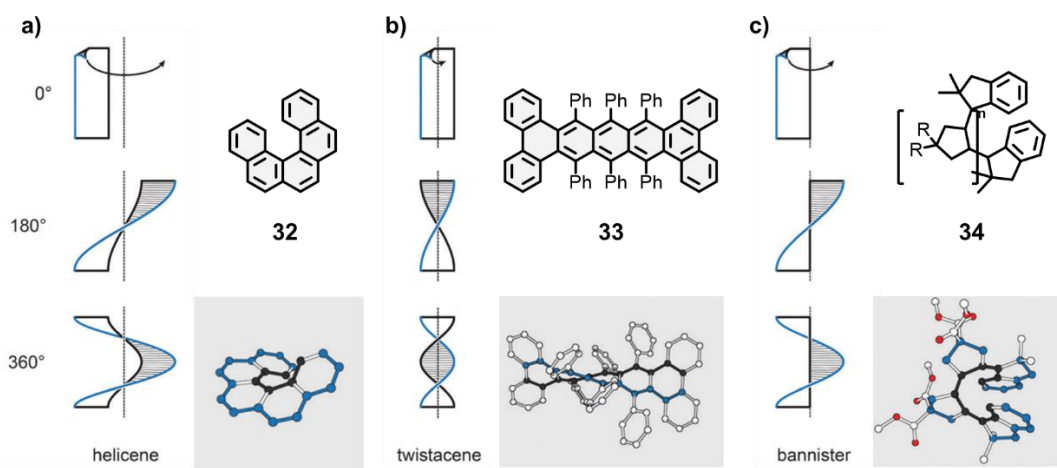 a)
b)
c)
0°
180°
360°
32
helicene
Ph Ph Ph
Ph Ph Ph
33
twistacene
n
R
R
34
bannister